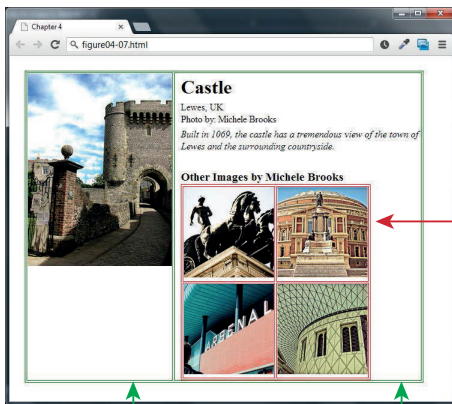 Chapter 4
figure04-07.html
Castle
Lewes, UK
Photo by: Michele Brooks
Built in 1069, the castle has a tremendous view of the town of
Lewes and the surrounding countryside.
Other Images by Michele Brooks
ARSENAL